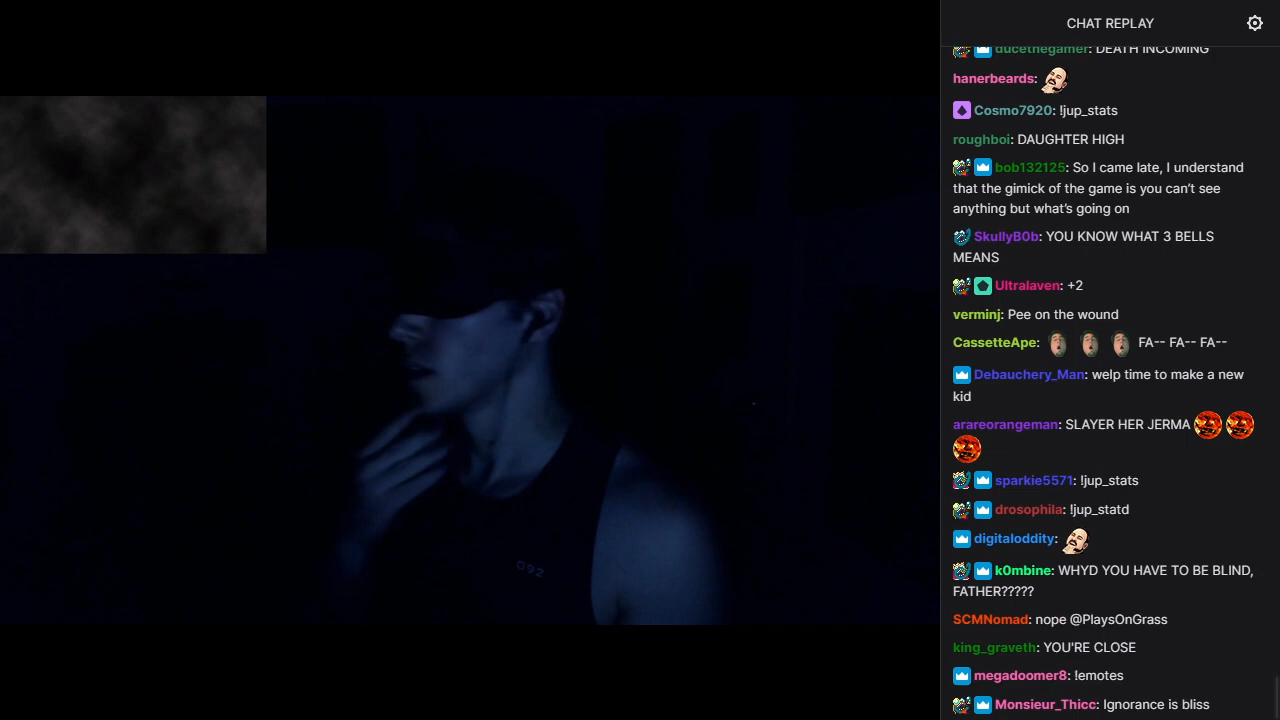 CHAT REPLAY
ducethegamer: DEATH INCOMING
hanerbeards:
Cosmo7920: !jup_stats
roughboi: DAUGHTER HIGH
bob132125: So I came late, I understand
that the gimick of the game is you can't see
anything but what's going on
SkullyB0b: YOU KNOW WHAT 3 BELLS
MEANS
Ultralaven: +2
verminj: Pee on the wound
CassetteApe: FA-- FA-- FA--
Debauchery_Man: welp time to make a new
kid
arareorangeman: SLAYER HER JERMA
sparkie5571: !jup_stats
drosophila: !jup_statd
digitaloddity:
k0mbine: WHYD YOU HAVE TO BE BLIND,
FATHER?????
SCMNomad: nope @PlaysOnGrass
king_graveth: YOU'RE CLOSE
megadoomer8: !emotes
Monsieur_Thicc: Ignorance is bliss
092